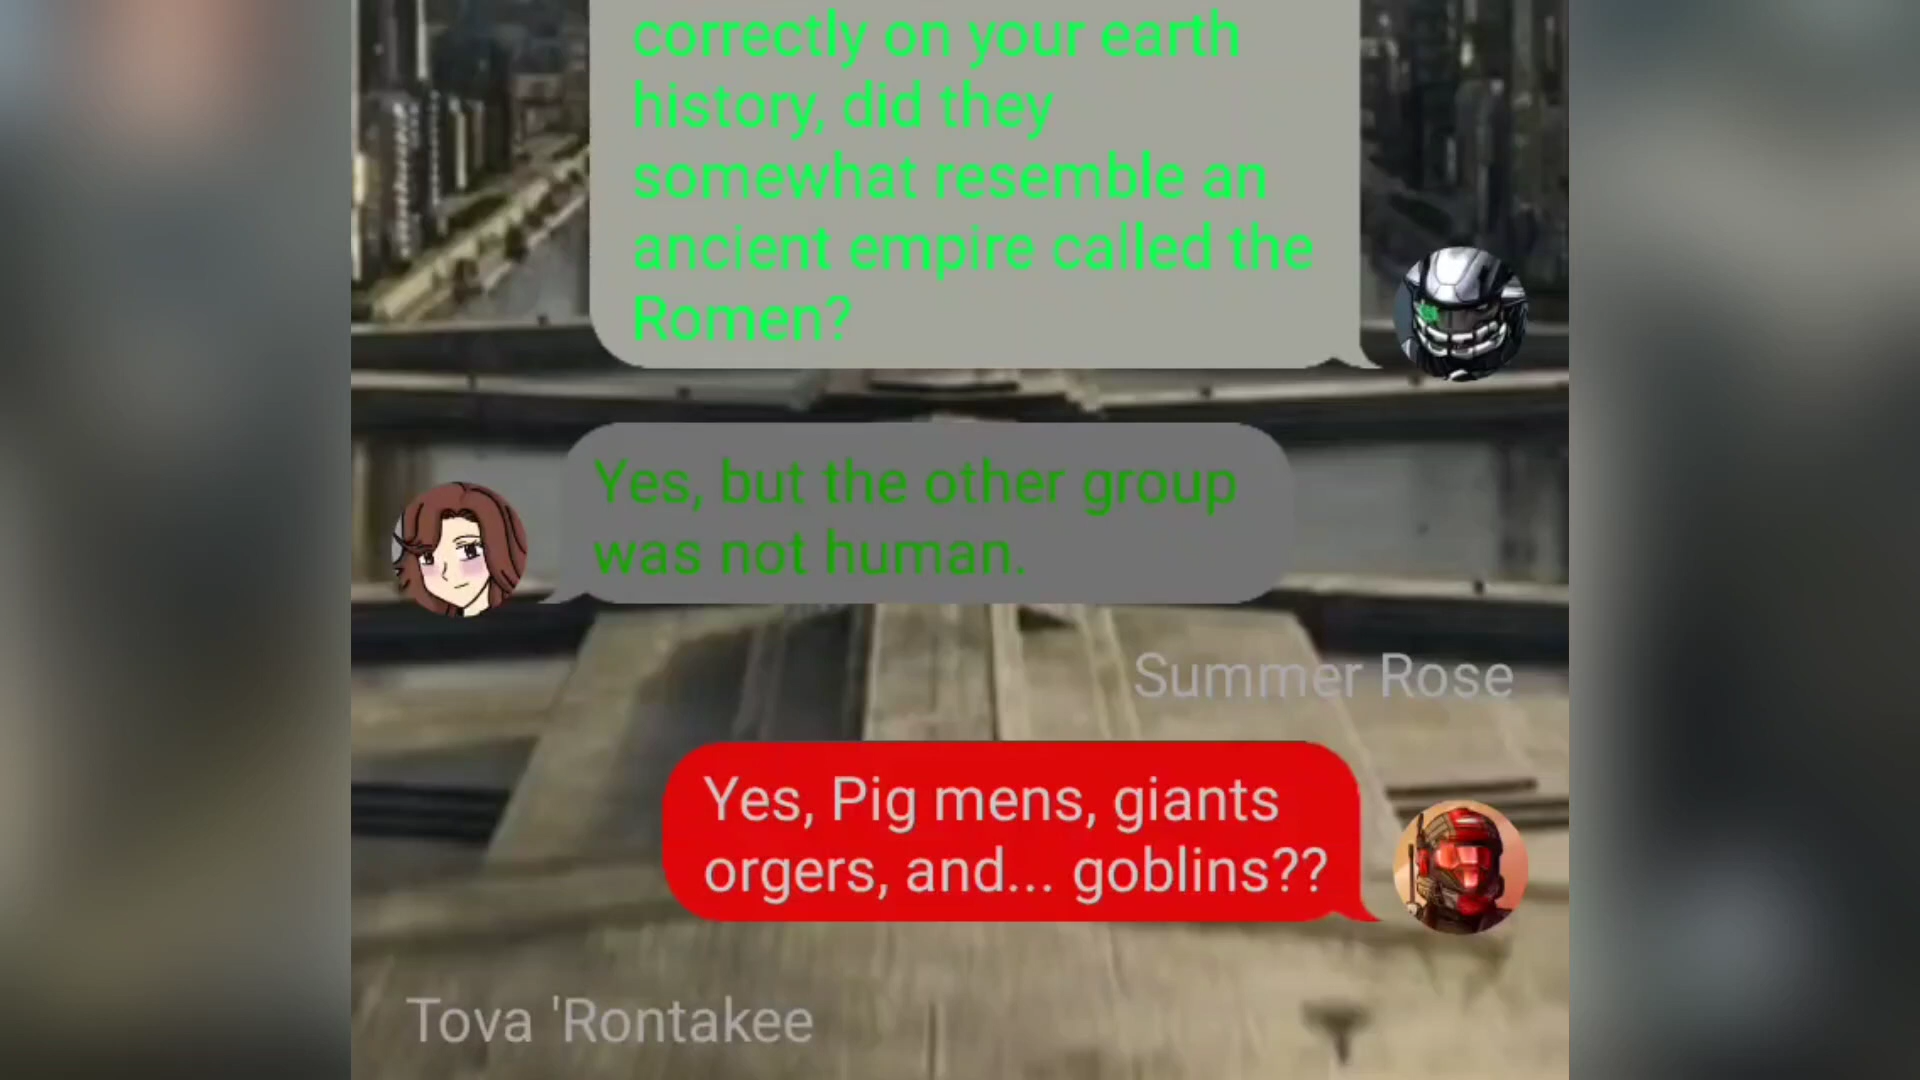 correctly on your earth
history, did they
somewhat resemble an
ancient empire called the
Romen?
Yes, but the other group
was not human.
Summer Rose
Yes, Pig mens, giants
orgers, and... goblins??
Tova 'Rontakee